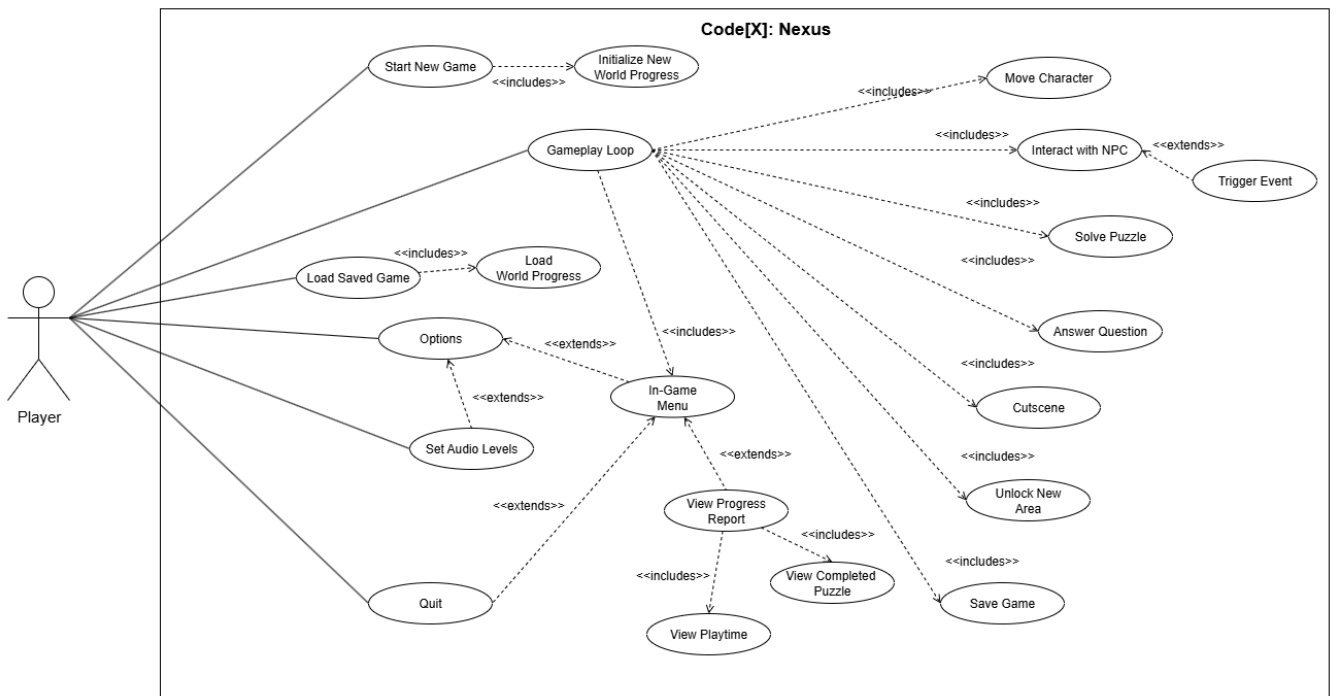 Code[X]: Nexus
Start New Game
<<includes>>
Initialize New
World Progress
Move Character
<<includes>>
Gameplay Loop
<<includes>>
Interact with NPC
<<extends>>
Trigger Event
<<includes>>
Solve Puzzle
<<includes>>
Load Saved Game
Load
World Progress
<<includes>>
Answer Question
Options
<<extends>>
<<includes>>
<<includes>>
In-Game
Menu
Cutscene
<<extends>>
Player
Set Audio Levels
<<extends>>
<<includes>>
Unlock New
Area
<<extends>>
View Progress
Report
<<includes>>
<<includes>>
View Completed
Puzzle
<<includes>>
Save Game
Quit
View Playtime